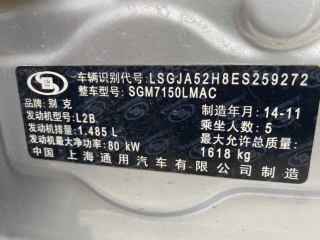 车辆识别代号: LSGJA52H8ES259272
整车型号: SGM7150LMAC
品牌: 别克
制造年月: 14-11
发动机型号: L2B
乘坐人数: 5
发动机排量: 1.485 L
最大允许总质量:
发动机最大净功率: 80 kW
1618 kg
中国 上海通用汽车有限公司制造